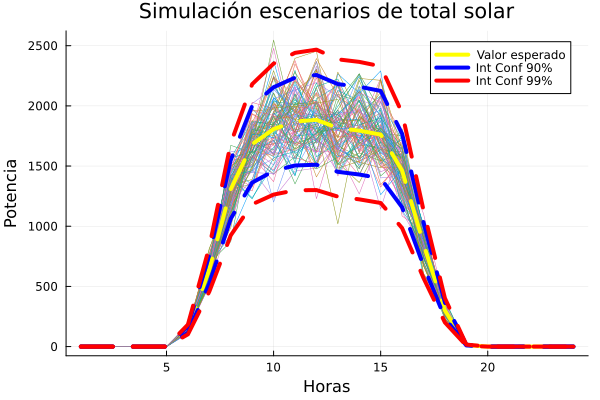 Simulación escenarios de total solar
Valor esperado
Int Conf 90%
Int Conf 99%
2500
2000
1500
1000
500
0
Potencia
5 10 15 20
Horas